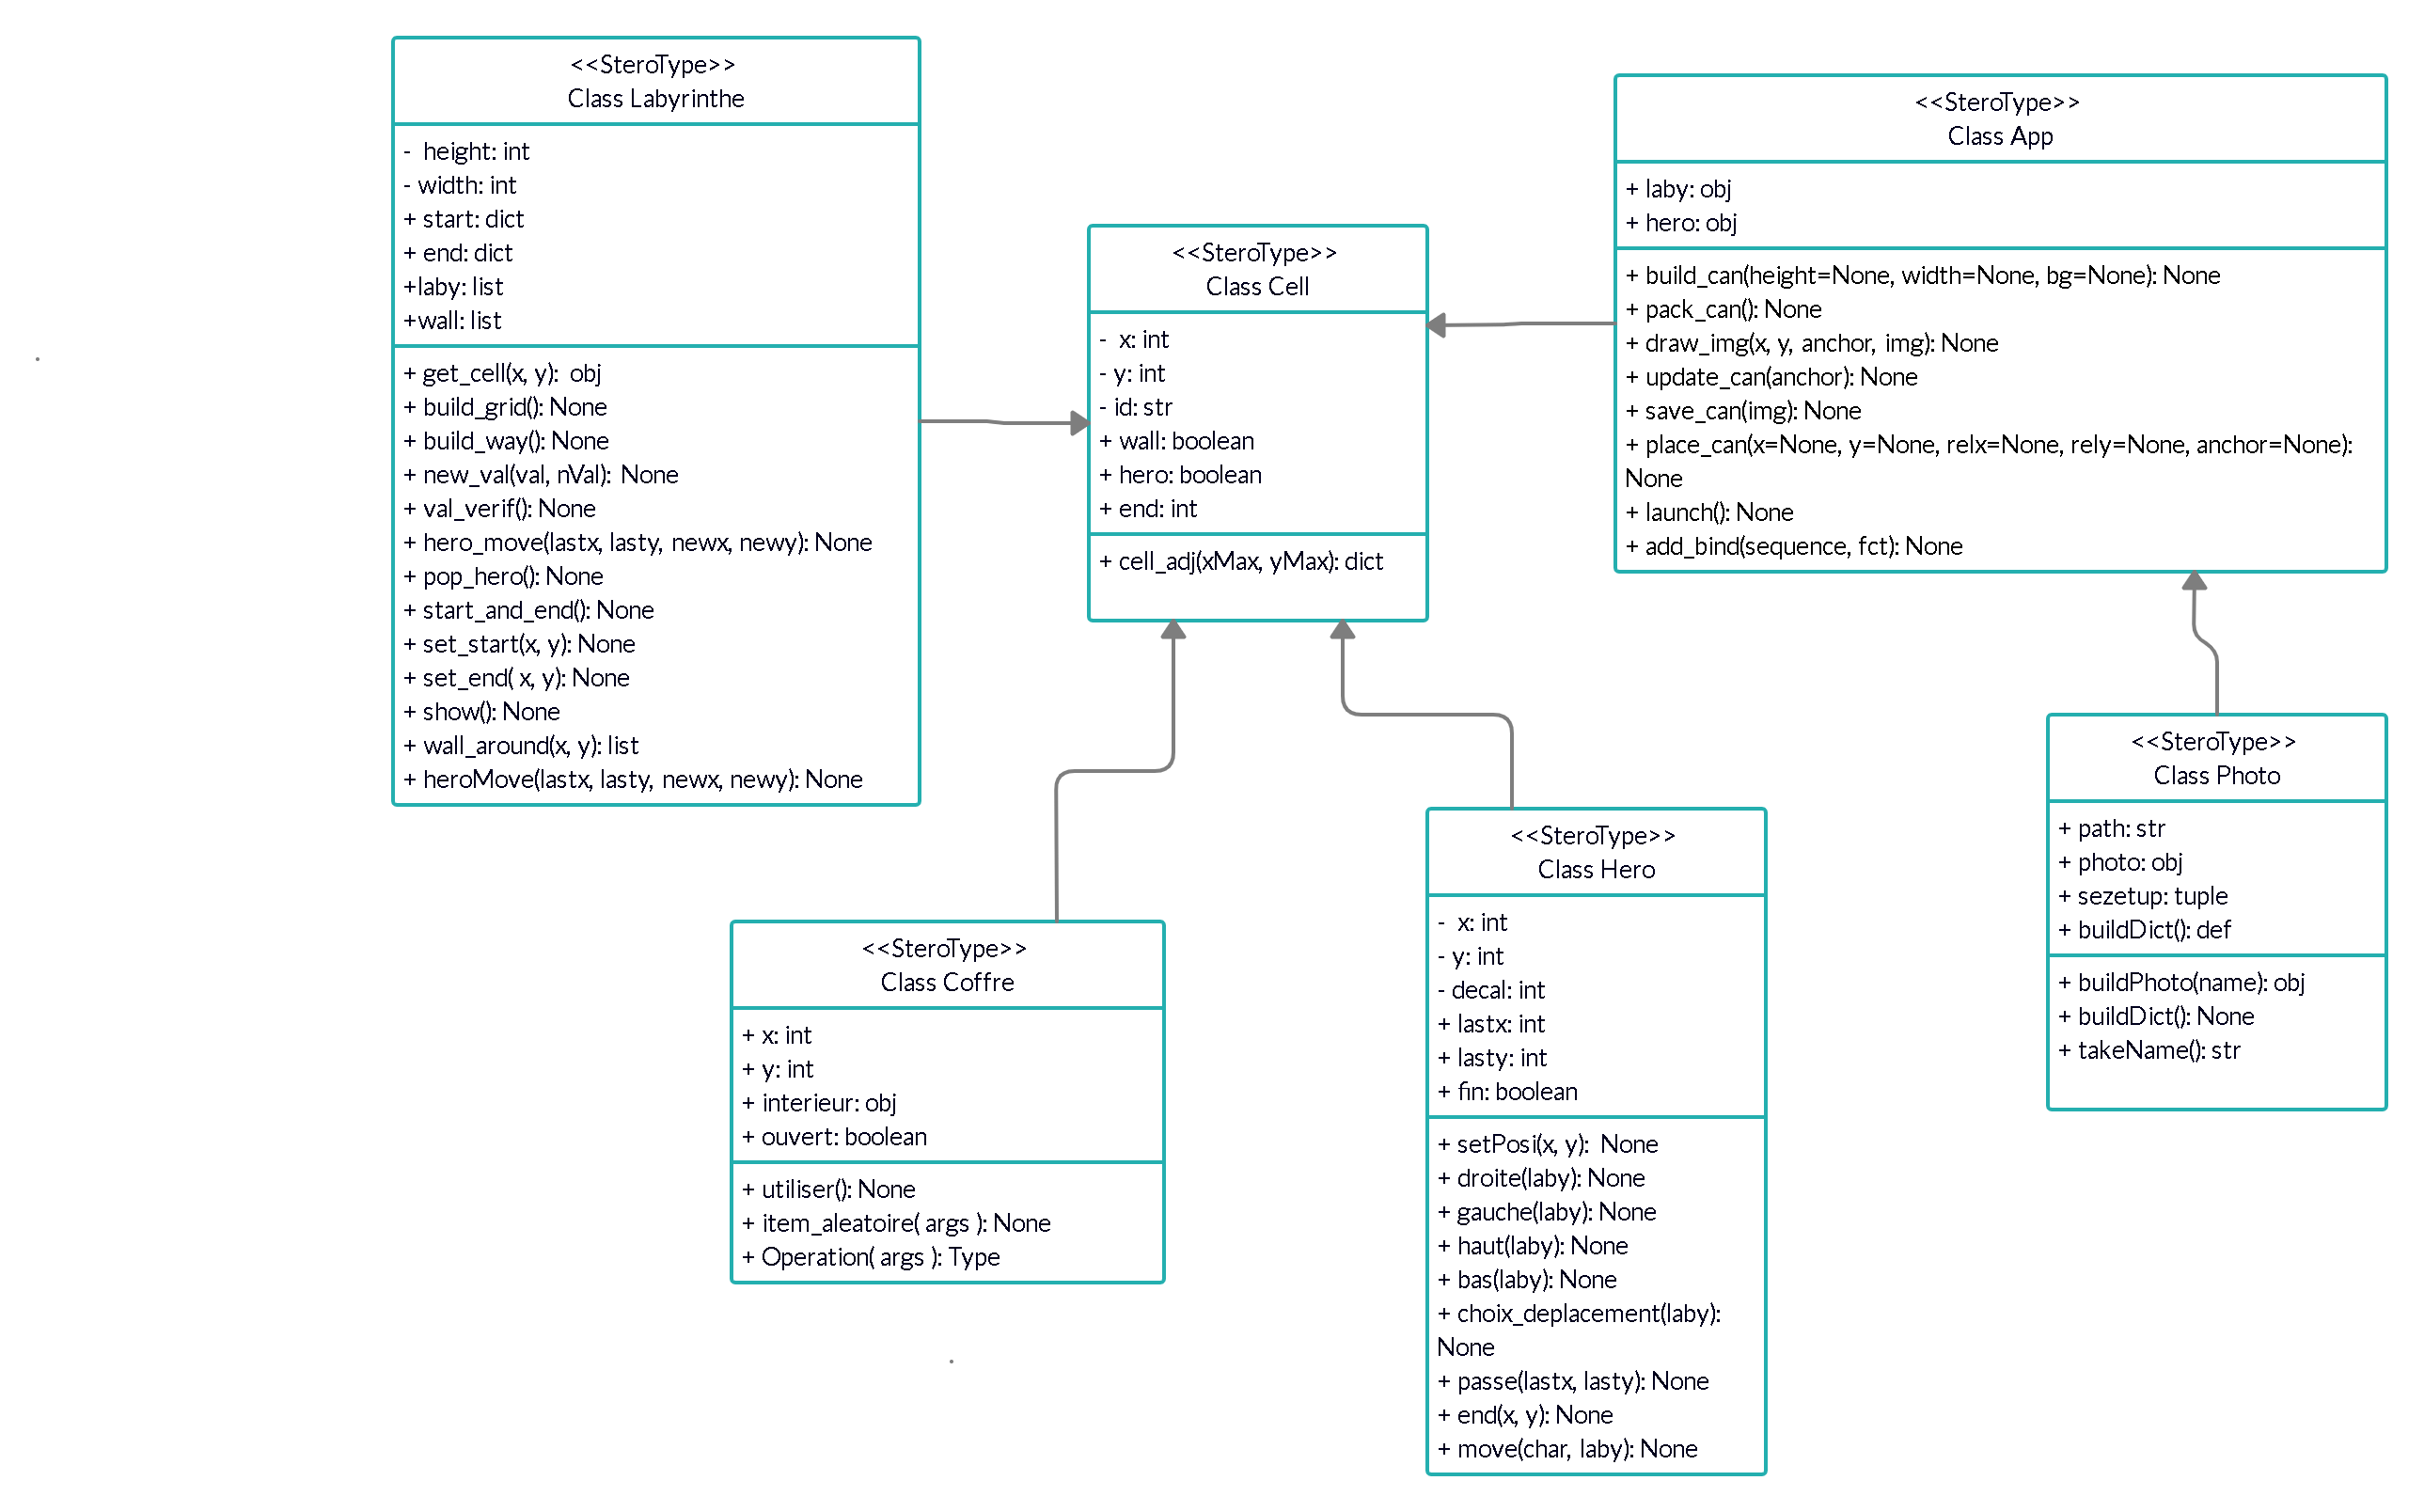 <<SteroType>>
Class Labyrinthe
-  height: int
- width: int
+ start: dict
+ end: dict
+laby: list
+wall: list
+ get_cell(x, y):  obj
+ build_grid(): None
+ build_way(): None
+ new_val(val, nVal):  None
+ val_verif(): None
+ hero_move(lastx, lasty, newx, newy): None
+ pop_hero(): None
+ start_and_end(): None
+ set_start(x, y): None
+ set_end( x, y): None
+ show(): None
+ wall_around(x, y): list
+ heroMove(lastx, lasty, newx, newy): None
<<SteroType>>
Class Cell
-  x: int
- y: int
- id: str
+ wall: boolean
+ hero: boolean
+ end: int
+ cell_adj(xMax, yMax): dict
<<SteroType>>
Class App
+ laby: obj
+ hero: obj
+ build_can(height=None, width=None, bg=None): None
+ pack_can(): None
+ draw_img(x, y, anchor, img): None
+ update_can(anchor): None
+ save_can(img): None
+ place_can(x=None, y=None, relx=None, rely=None, anchor=None):
None
+ launch(): None
+ add_bind(sequence, fct): None
<<SteroType>>
Class Coffre
+ x: int
+ y: int
+ interieur: obj
+ ouvert: boolean
+ utiliser(): None
+ item_aleatoire( args ): None
+ Operation( args ): Type
<<SteroType>>
Class Hero
-  x: int
- y: int
- decal: int
+ lastx: int
+ lasty: int
+ fin: boolean
+ setPosi(x, y):  None
+ droite(laby): None
+ gauche(laby): None
+ haut(laby): None
+ bas(laby): None
+ choix_deplacement(laby):
None
+ passe(lastx, lasty): None
+ end(x, y): None
+ move(char, laby): None
<<SteroType>>
Class Photo
+ path: str
+ photo: obj
+ sezetup: tuple
+ buildDict(): def
+ buildPhoto(name): obj
+ buildDict(): None
+ takeName(): str